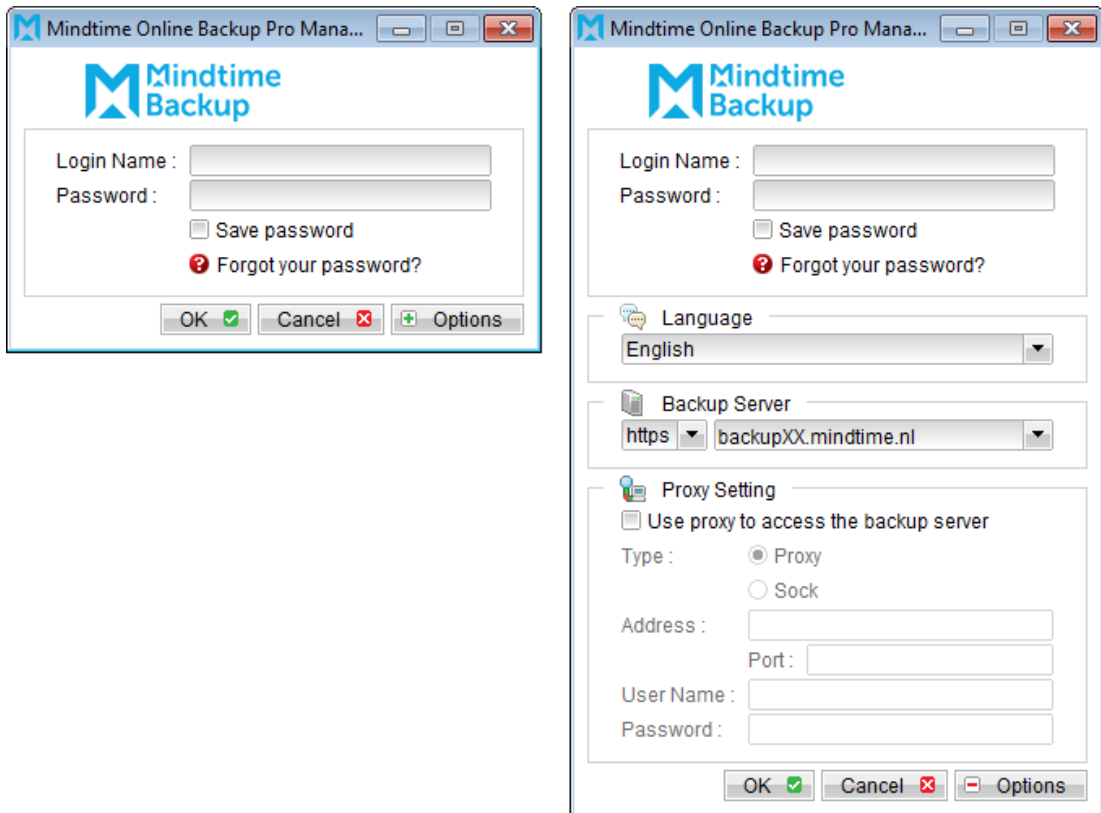 Mindtime Online Backup Pro Mana...
Mindtime
Backup
Login Name :
Password :
Save password
Forgot your password?
OK Cancel Options
Mindtime Online Backup Pro Mana...
Mindtime
Backup
Login Name :
Password :
Save password
Forgot your password?
Language
English
Backup Server
https backupXX.mindtime.nl
Proxy Setting
Use proxy to access the backup server
Type : Proxy
Sock
Address :
Port :
User Name :
Password :
OK Cancel Options